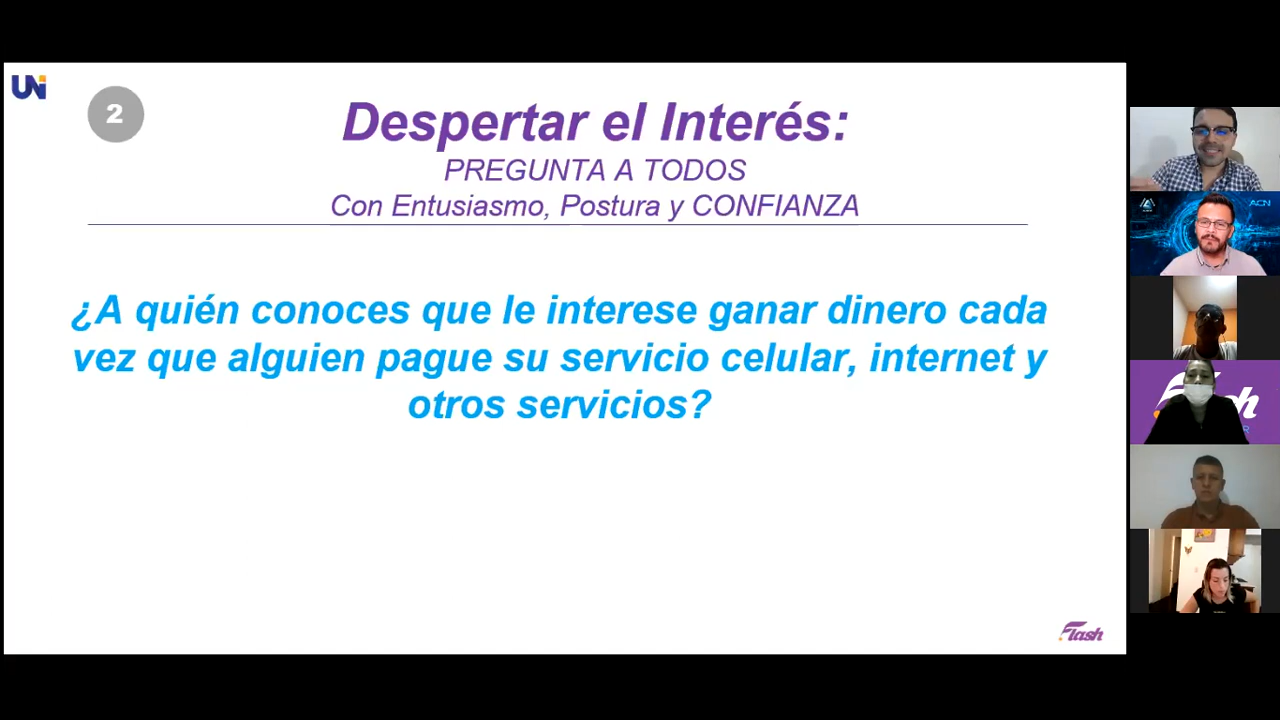 UNi
2
Despertar el Interés:
PREGUNTA A TODOS
Con Entusiasmo, Postura y CONFIANZA
¿A quién conoces que le interese ganar dinero cada
vez que alguien pague su servicio celular, internet y
otros servicios?
Flash
ACN